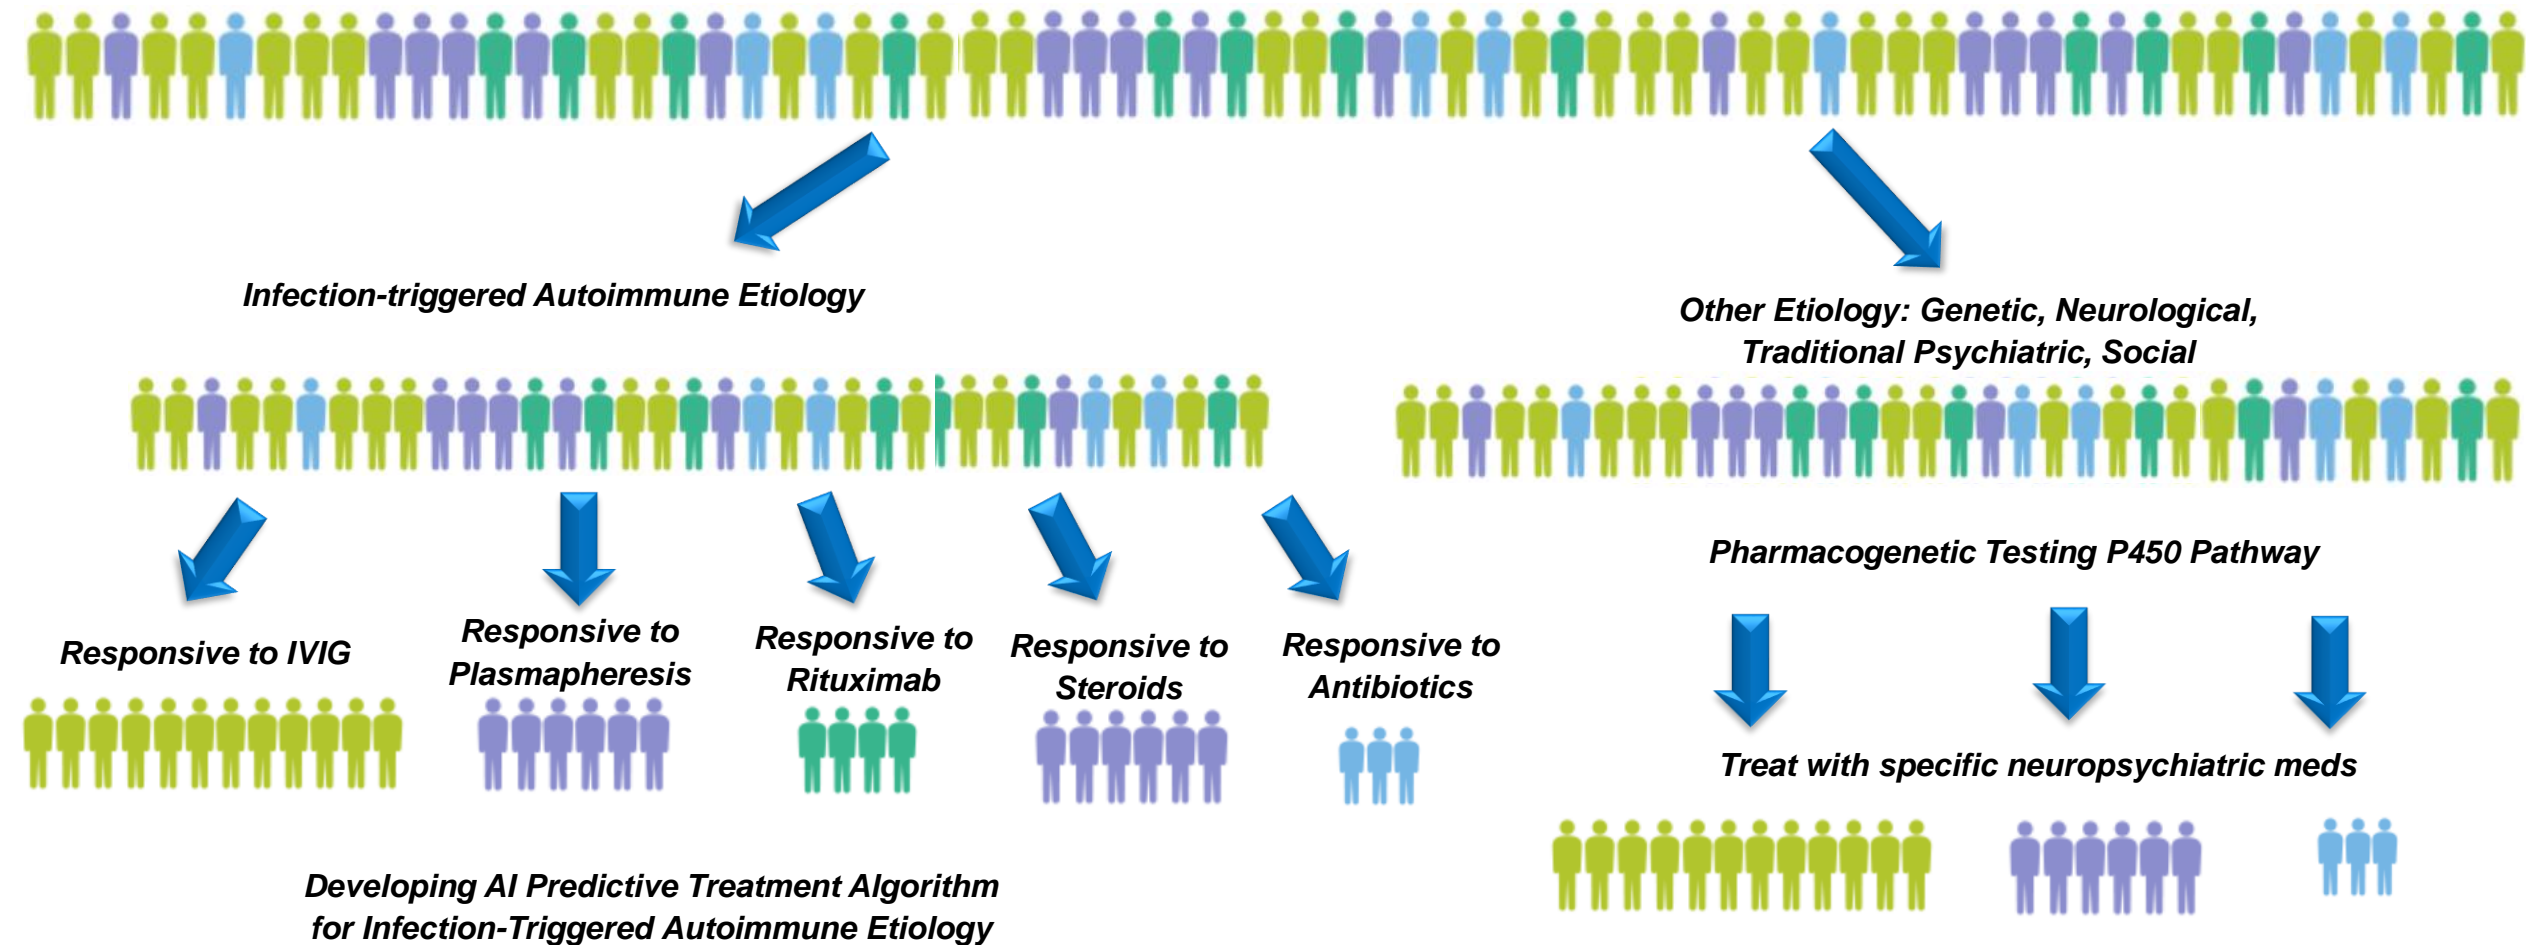 Infection-triggered Autoimmune Etiology
Other Etiology: Genetic, Neurological,
Traditional Psychiatric, Social
Responsive to IVIG
Responsive to
Plasmapheresis
Responsive to
Rituximab
Responsive to
Steroids
Responsive to
Antibiotics
Pharmacogenetic Testing P450 Pathway
Treat with specific neuropsychiatric meds
Developing AI Predictive Treatment Algorithm
for Infection-Triggered Autoimmune Etiology